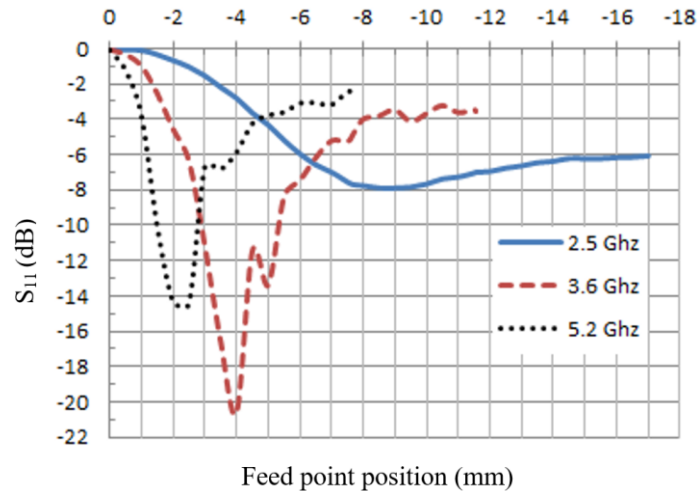 0 -2 -4 -6 -8 -10 -12 -14 -16 -18
0
-2
-4
-6
-8
-10
-12
-14
-16
-18
-20
-22
S11 (dB)
2.5 Ghz
3.6 Ghz
5.2 Ghz
Feed point position (mm)